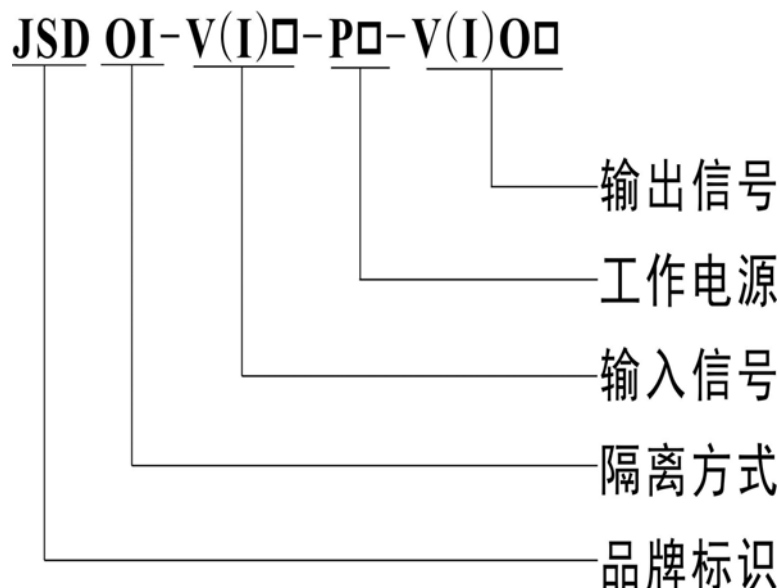 JSD OI-V(I)□-P□-V(I)O□
输出信号
工作电源
输入信号
隔离方式
品牌标识